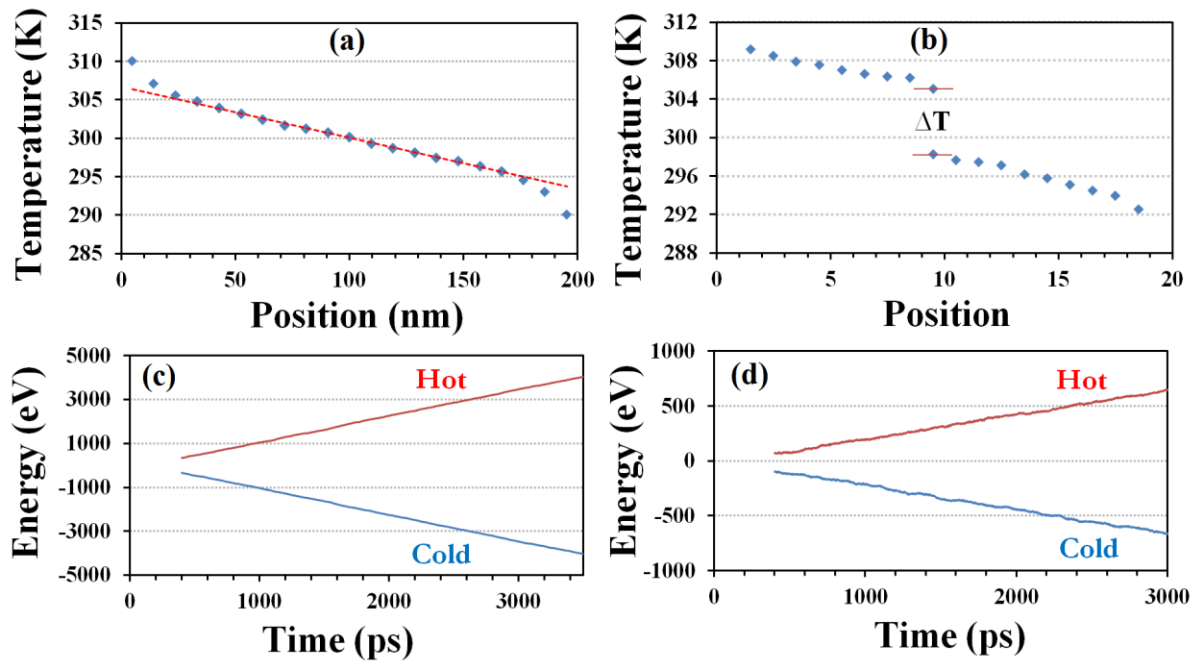 (a)
Temperature (K)
315
310
305
300
295
290
285
0
50
100
150
200
Position (nm)
(b)
Temperature (K)
312
308
304
300
296
292
288
ΔT
0
5
10
15
20
Position
(c)
Energy (eV)
5000
3000
1000
-1000
-3000
-5000
Hot
Cold
0
1000
2000
3000
Time (ps)
(d)
Energy (eV)
1000
500
0
-500
-1000
Hot
Cold
0
1000
2000
3000
Time (ps)